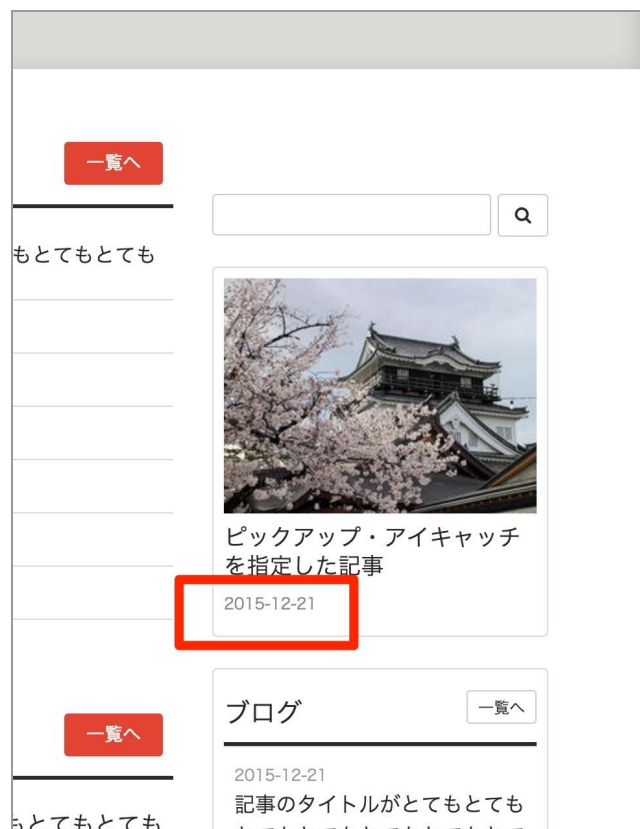 一覧へ
もとてもとても
ピックアップ・アイキャッチ
を指定した記事
2015-12-21
ブログ
一覧へ
一覧へ
2015-12-21
記事のタイトルがとてもとても
もとてもとても